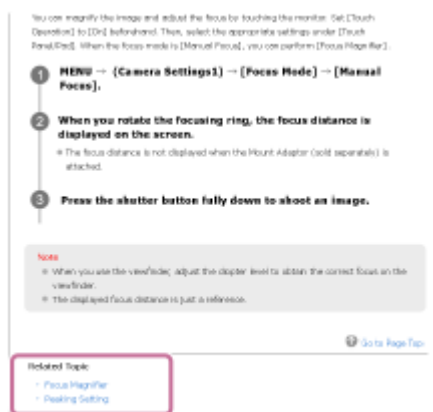 You can magnify the image and adjust the focus by touching the monitor. Set [Touch
Operation] to [On] beforehand. Then, select the appropriate settings under [Touch
Panel/Pad]. When the focus mode is [Manual Focus], you can perform [Focus Magnifier].
1 MENU → (Camera Settings1) → [Focus Mode] → [Manual
Focus].
2 When you rotate the focusing ring, the focus distance is
displayed on the screen.
The focus distance is not displayed when the Mount Adaptor (sold separately) is
attached.
3 Press the shutter button fully down to shoot an image.
Note
When you use the viewfinder, adjust the diopter level to obtain the correct focus on the
viewfinder.
The displayed focus distance is just a reference.
Go to Page Top
Related Topic
Focus Magnifier
Peaking Setting